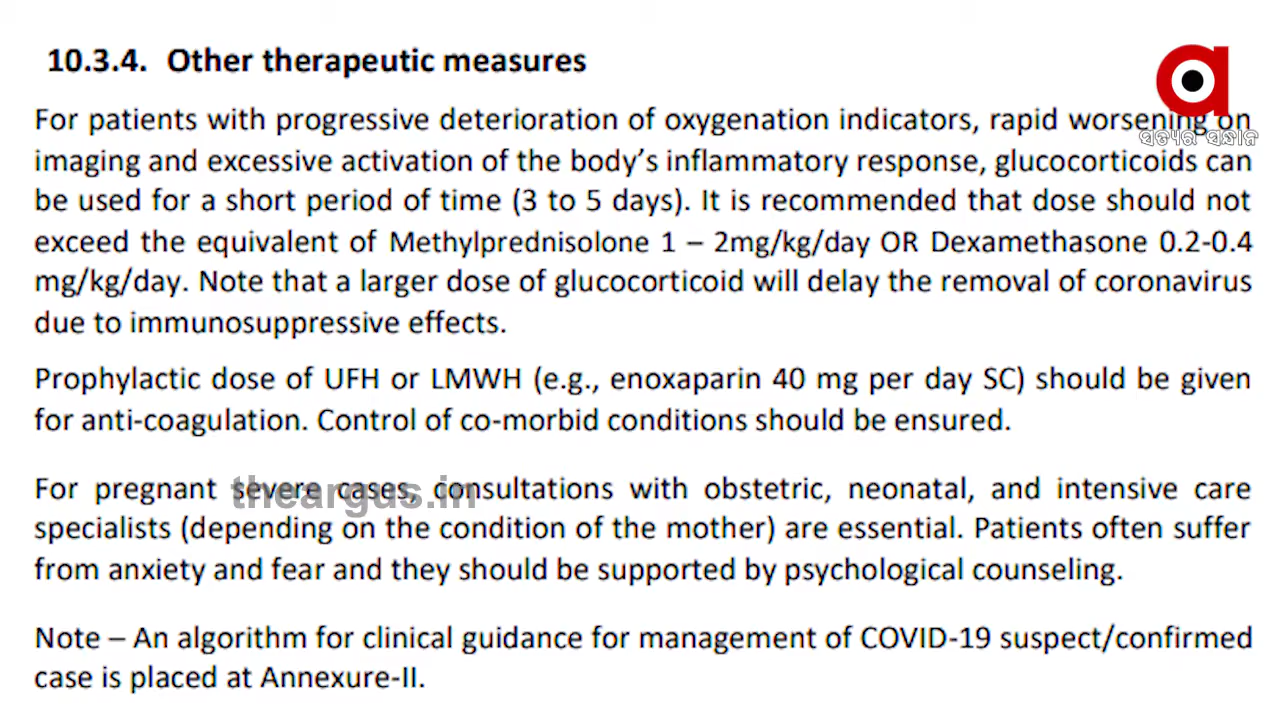 10.3.4. Other therapeutic measures
For patients with progressive deterioration of oxygenation indicators, rapid worsening on
ସତ୍ୟର ସନ୍ଧାନ
imaging and excessive activation of the body’s inflammatory response, glucocorticoids can
be used for a short period of time (3 to 5 days). It is recommended that dose should not
exceed the equivalent of Methylprednisolone 1 – 2mg/kg/day OR Dexamethasone 0.2-0.4
mg/kg/day. Note that a larger dose of glucocorticoid will delay the removal of coronavirus
due to immunosuppressive effects.
Prophylactic dose of UFH or LMWH (e.g., enoxaparin 40 mg per day SC) should be given
for anti-coagulation. Control of co-morbid conditions should be ensured.
For pregnant severe cases, consultations with obstetric, neonatal, and intensive care
theargus.in
specialists (depending on the condition of the mother) are essential. Patients often suffer
from anxiety and fear and they should be supported by psychological counseling.
Note – An algorithm for clinical guidance for management of COVID-19 suspect/confirmed
case is placed at Annexure-II.